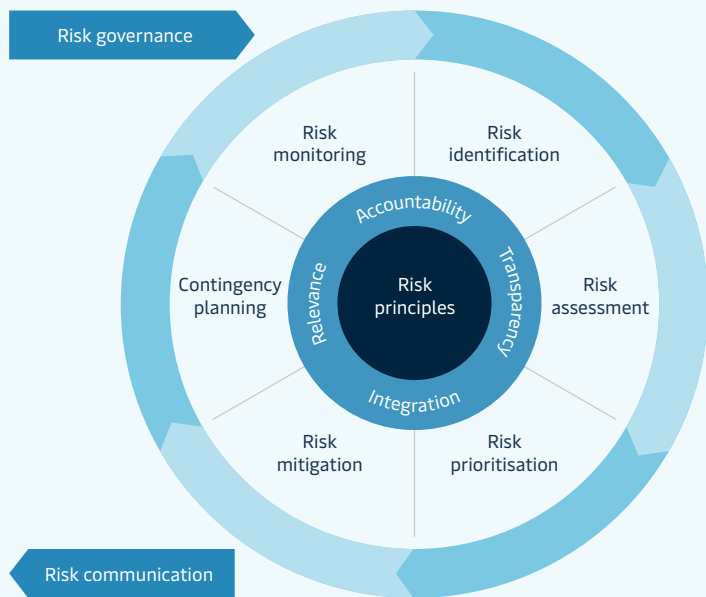 Risk governance
Risk
monitoring
Risk
identification
Accountability
Relevance
Transparency
Integration
Contingency
planning
Risk
principles
Risk
assessment
Risk
mitigation
Risk
prioritisation
Risk communication